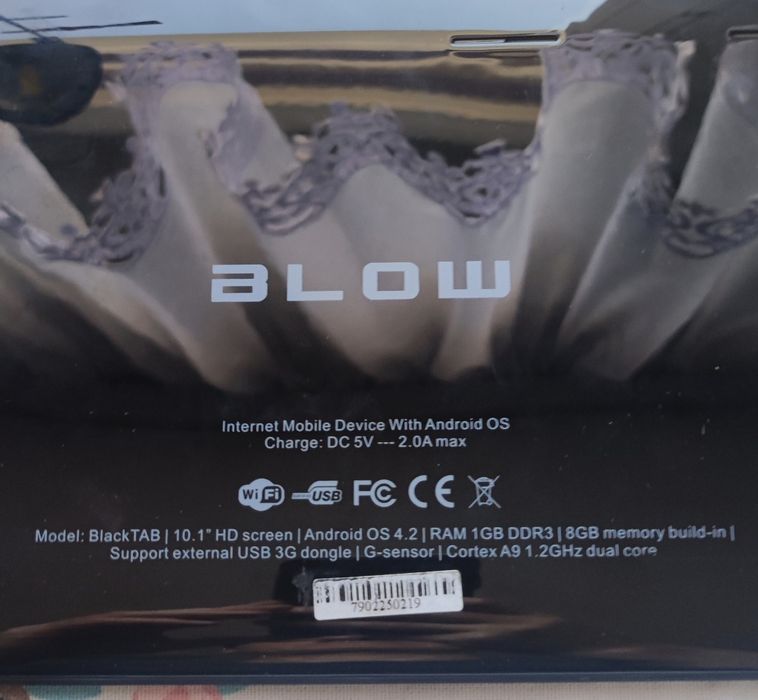 BLOW
Internet Mobile Device With Android OS
Charge: DC 5V --- 2.0A max
Wi Fi USB FC CE
Model: BlackTAB | 10.1" HD screen | Android OS 4.2 | RAM 1GB DDR3 | 8GB memory build-in |
Support external USB 3G dongle | G-sensor | Cortex A9 1.2GHz dual core
7902250219